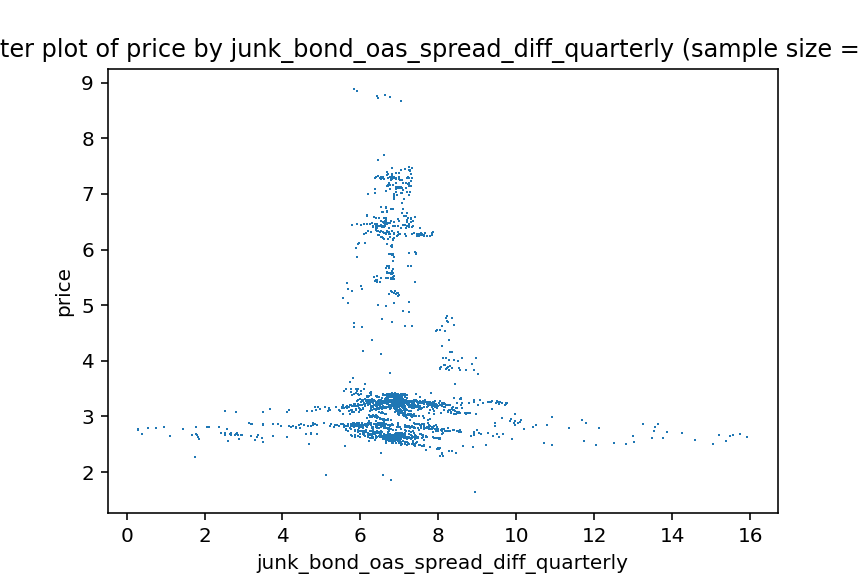 ter plot of price by junk_bond_oas_spread_diff_quarterly (sample size =
9
8
7
6
5
4
3
2
price
0 2 4 6 8 10 12 14 16
junk_bond_oas_spread_diff_quarterly